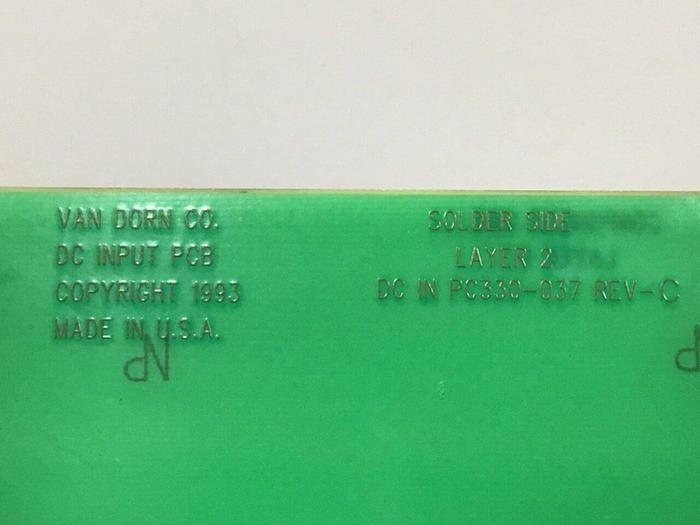 VAN DORN CO.
DC INPUT PCB
COPYRIGHT 1993
MADE IN U.S.A.
SOLDER SIDE
LAYER 2
DC IN PC330-037 REV-C